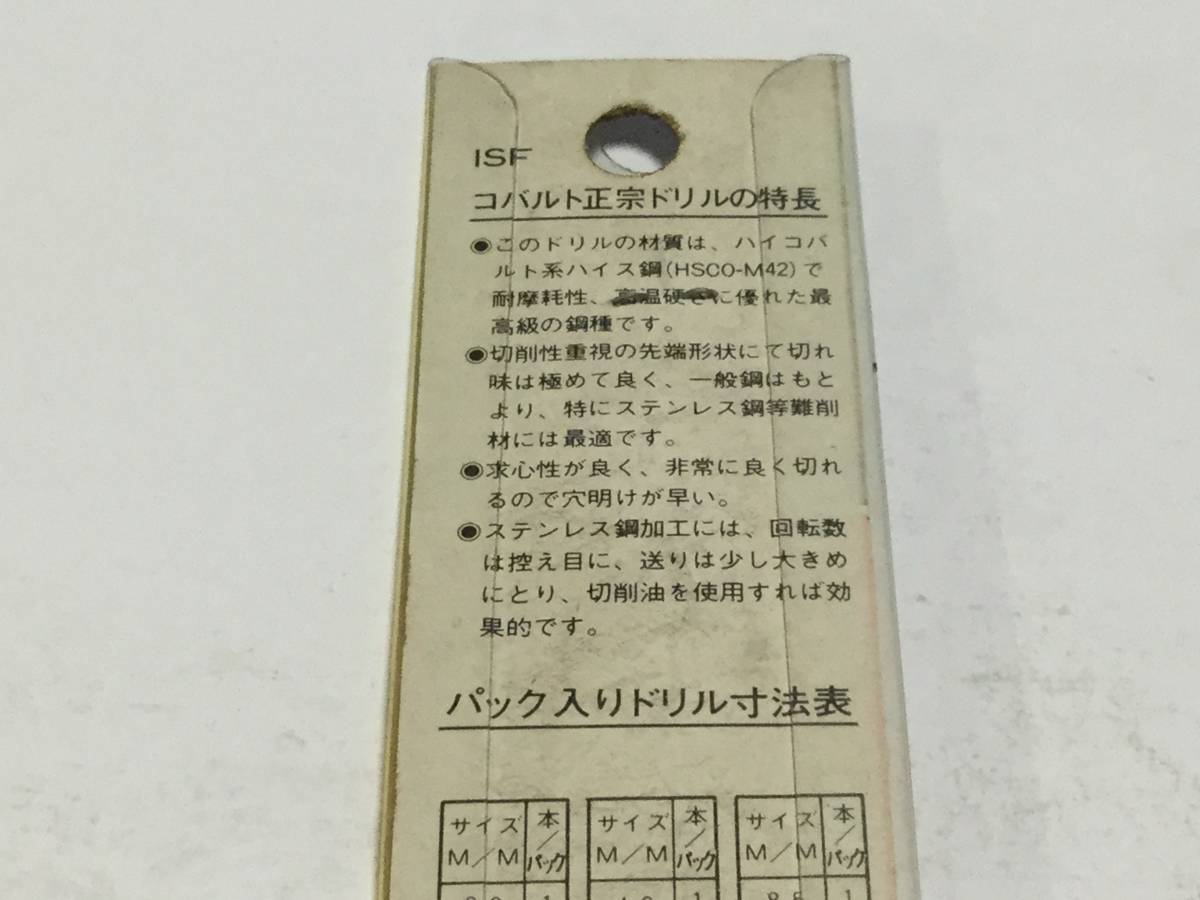 ISF
コバルト正宗ドリルの特長
◉このドリルの材質は、ハイコバ
ルト系ハイス鋼(HSCO-M42)で
耐摩耗性、高温硬さに優れた最
高級の鋼種です。
◉切削性重視の先端形状にて切れ
味は極めて良く、一般鋼はもと
より、特にステンレス鋼等難削
材には最適です。
◉求心性が良く、非常に良く切れ
るので穴明けが早い。
◉ステンレス鋼加工には、回転数
は控え目に、送りは少し大きめ
にとり、切削油を使用すれば効
果的です。
パック入りドリル寸法表
サイズ M/M 本/パック サイズ M/M 本/パック サイズ M/M 本/パック